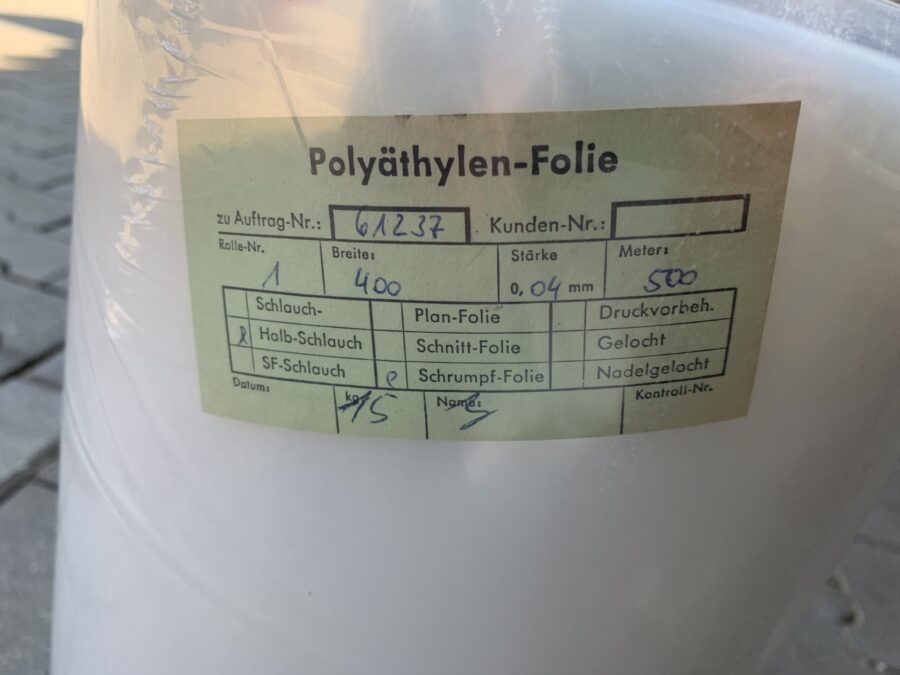 Polyäthylen-Folie
zu Auftrag-Nr.: 61237 Kunden-Nr.:
Rolle-Nr. Breite: Stärke Meter:
1 400 0,04 mm 500
Schlauch- Plan-Folie Druckvorbeh.
Halb-Schlauch Schnitt-Folie Gelocht
SF-Schlauch Schrumpf-Folie Nadelgelocht
Datum: kg Name: Kontroll-Nr.
15